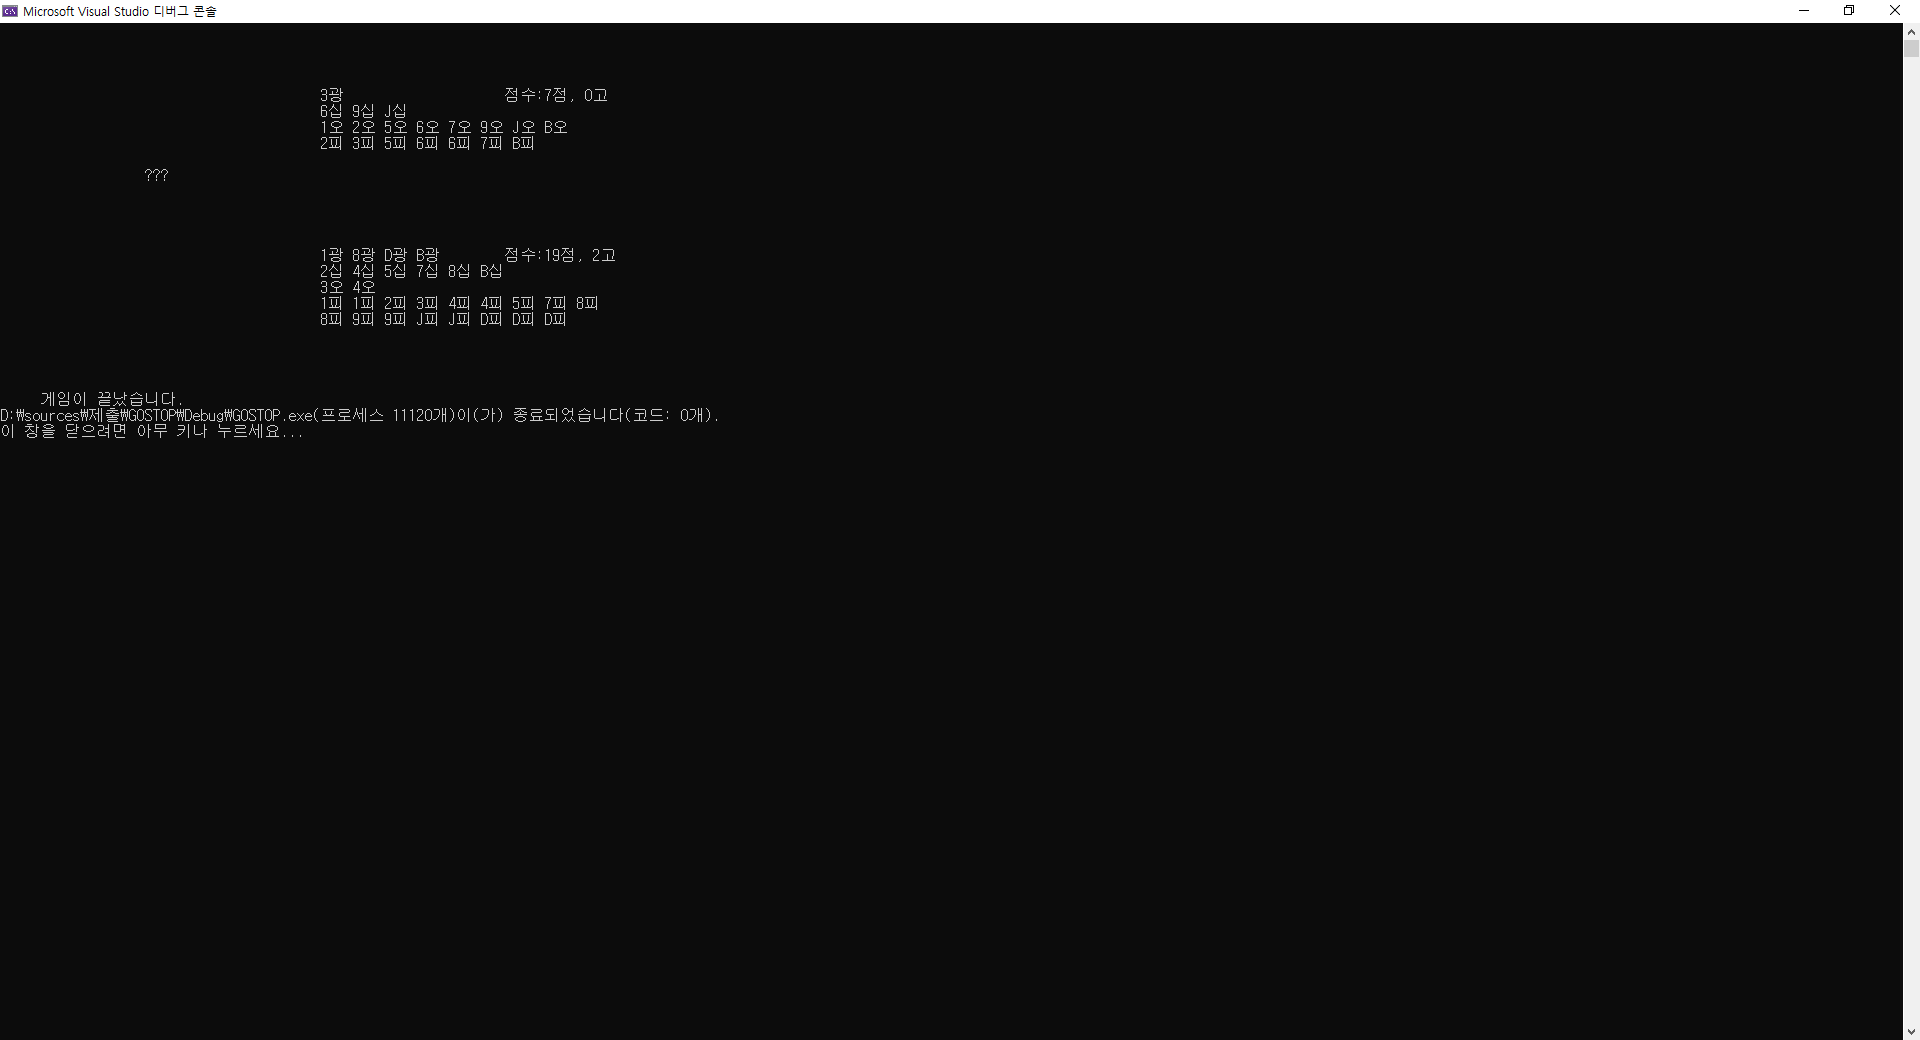 Microsoft Visual Studio 디버그 콘솔
3광 점수:7점, 0고
6십 9십 J십
1오 2오 5오 6오 7오 9오 J오 B오
2피 3피 5피 6피 6피 7피 B피
???
1광 8광 D광 B광 점수:19점, 2고
2십 4십 5십 7십 8십 B십
3오 4오
1피 1피 2피 3피 4피 4피 5피 7피 8피
8피 9피 9피 J피 J피 D피 D피 D피
게임이 끝났습니다.
D:₩sources₩제출₩GOSTOP₩Debug₩GOSTOP.exe(프로세스 11120개)이(가) 종료되었습니다(코드: 0개).
이 창을 닫으려면 아무 키나 누르세요...